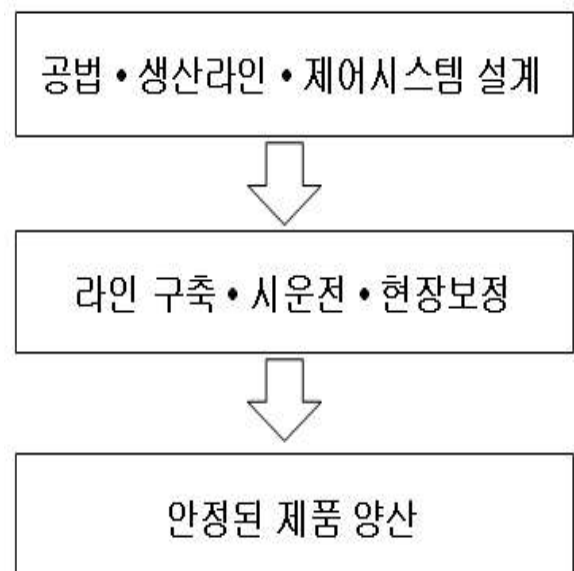 공법 • 생산라인 • 제어시스템 설계
라인 구축 • 시운전 • 현장보정
안정된 제품 양산